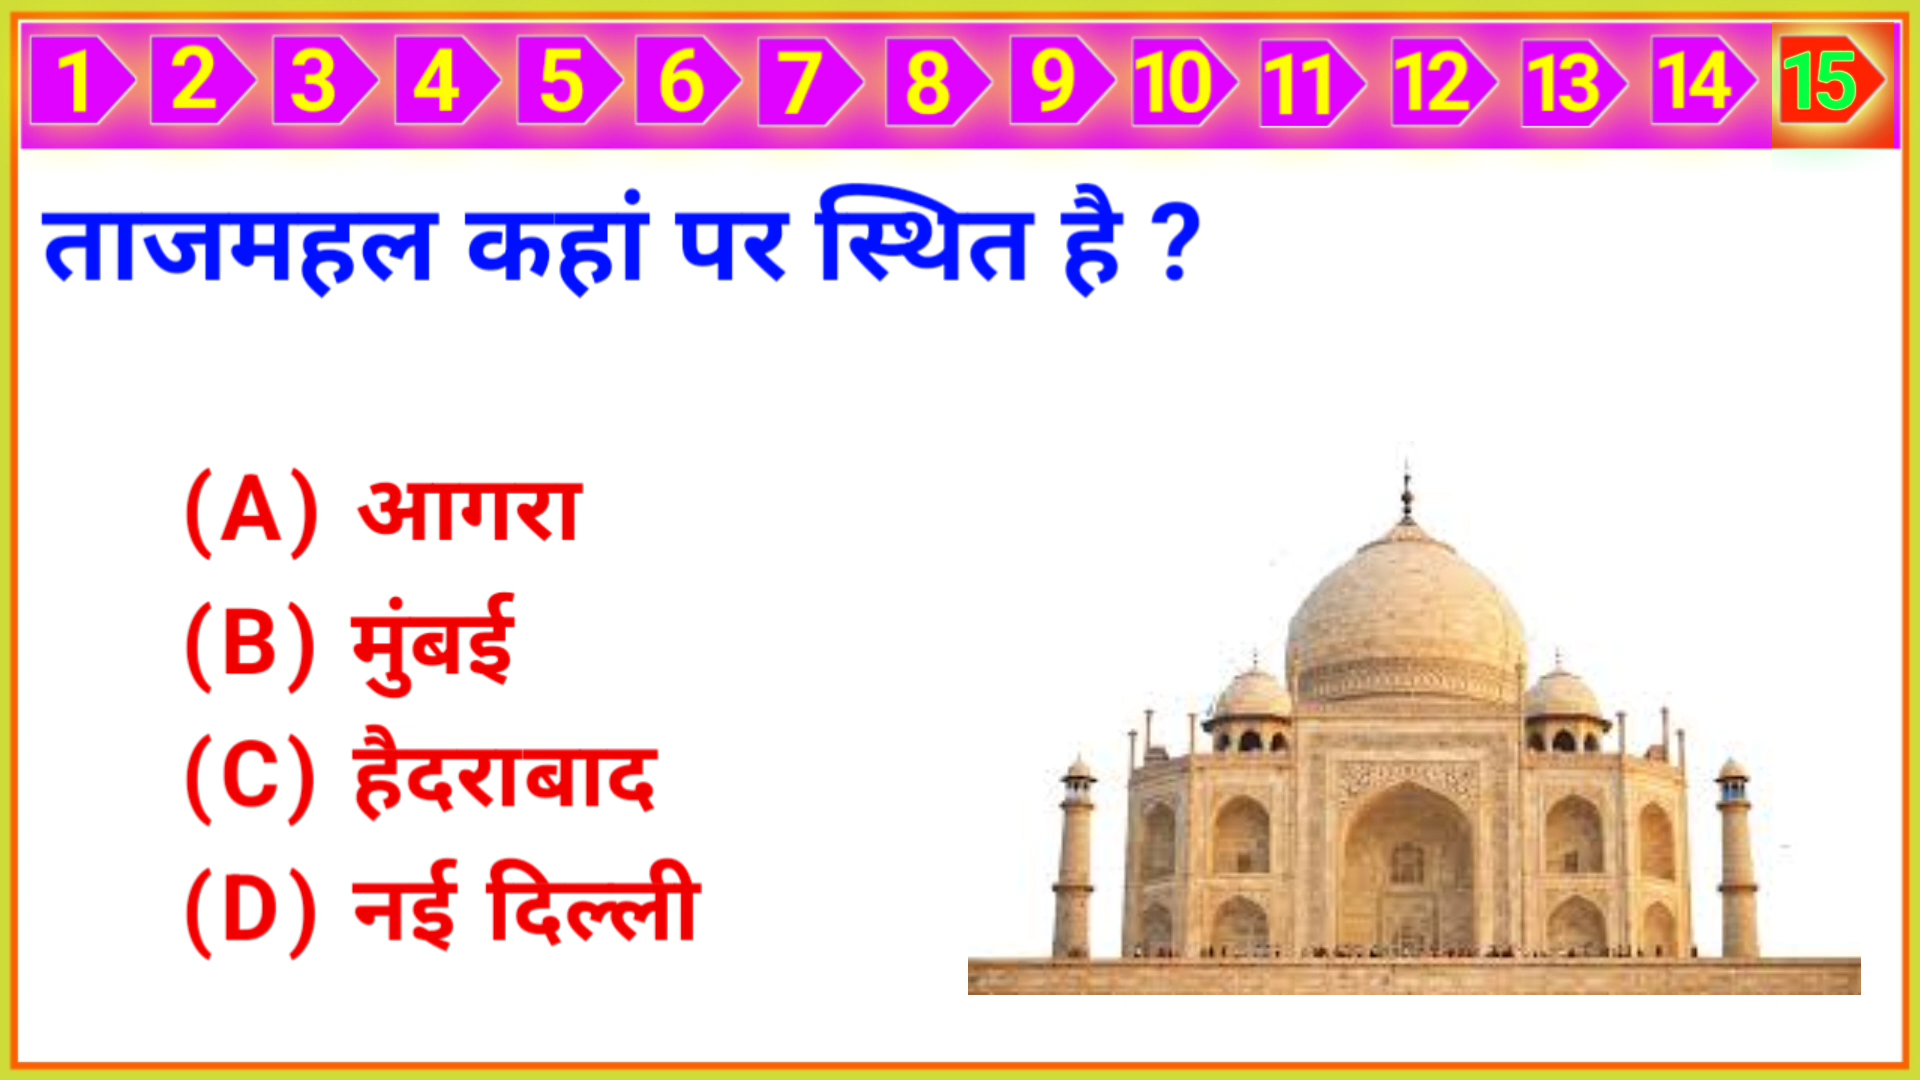 1 2 3 4 5 6 7 8 9 10 11 12 13 14 15
ताजमहल कहां पर स्थित है ?
(A) आगरा
(B) मुंबई
(C) हैदराबाद
(D) नई दिल्ली